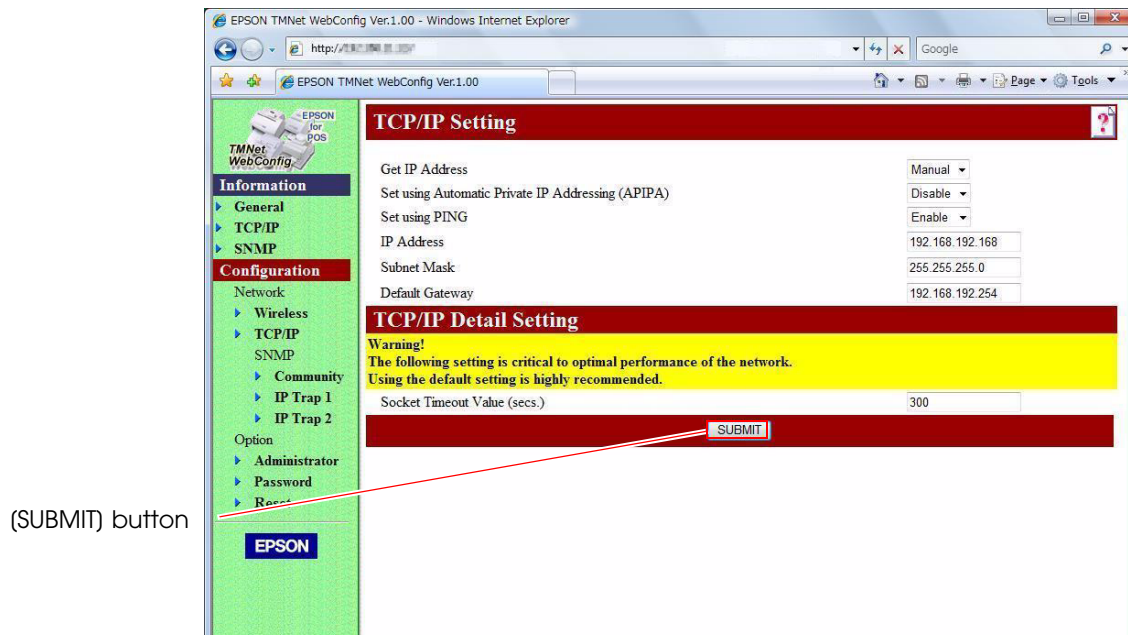 EPSON TMNet WebConfig Ver.1.00 - Windows Internet Explorer
http://
Google
EPSON TMNet WebConfig Ver.1.00
Page
Tools
EPSON
for
POS
TMNet
WebConfig
Information
General
TCP/IP
SNMP
Configuration
Network
Wireless
TCP/IP
SNMP
Community
IP Trap 1
IP Trap 2
Option
Administrator
Password
Reset
EPSON
TCP/IP Setting
?
Get IP Address Manual
Set using Automatic Private IP Addressing (APIPA) Disable
Set using PING Enable
IP Address 192.168.192.168
Subnet Mask 255.255.255.0
Default Gateway 192.168.192.254
TCP/IP Detail Setting
Warning!
The following setting is critical to optimal performance of the network.
Using the default setting is highly recommended.
Socket Timeout Value (secs.) 300
SUBMIT
(SUBMIT) button